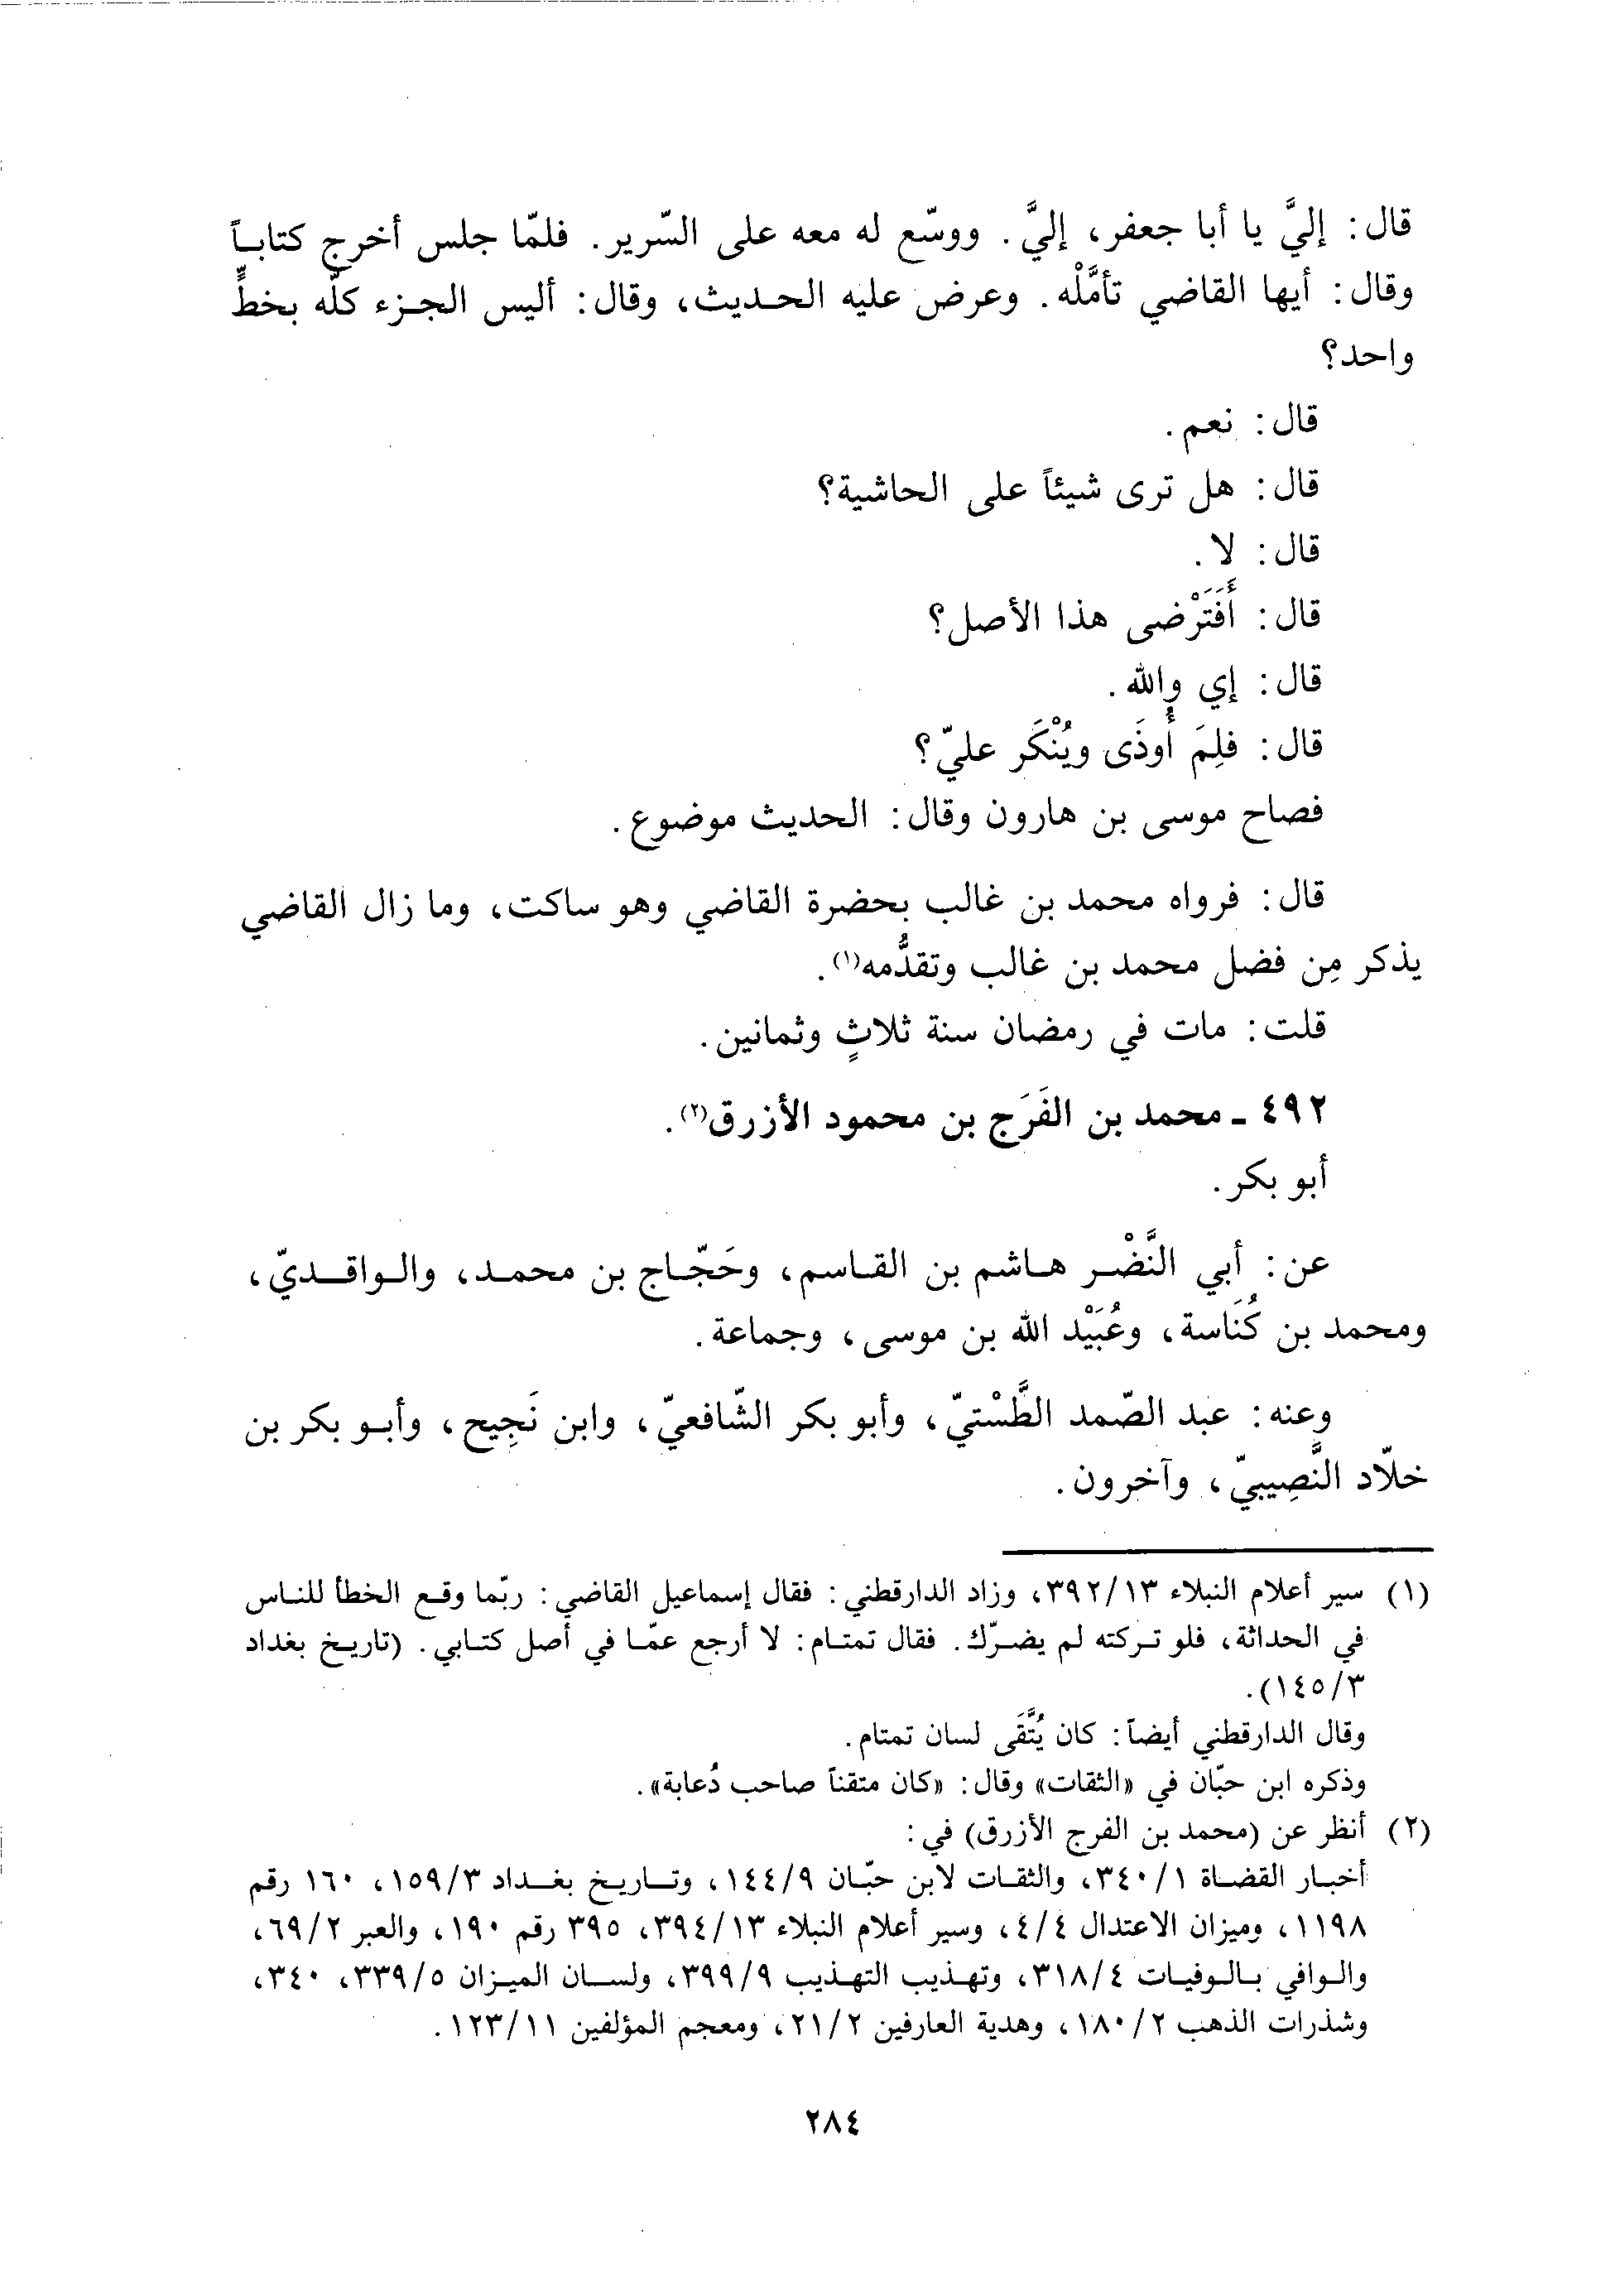 قال: إليَّ يا أبا جعفر، إليَّ. ووسّع له معه على السّرير. فلمّا جلس أخرج كتاباً
وقال: أيها القاضي تأمَّلْه. وعرض عليه الحديث، وقال: أليس الجزء كلّه بخطٍّ
واحد؟
قال: نعم.
قال: هل ترى شيئاً على الحاشية؟
قال: لا.
قال: أَفَتَرْضى هذا الأصل؟
قال: إي والله.
قال: فلِمَ أُوذَى ويُنْكَر عليّ؟
فصاح موسى بن هارون وقال: الحديث موضوع.
قال: فرواه محمد بن غالب بحضرة القاضي وهو ساكت، وما زال القاضي
يذكر مِن فضل محمد بن غالب وتقدُّمه(١).
قلت: مات في رمضان سنة ثلاثٍ وثمانين.
٤٩٢ ـ محمد بن الفَرَج بن محمود الأزرق(٢).
أبو بكر.
عن: أبي النَّضْر هاشم بن القاسم، وحَجّاج بن محمد، والواقديّ،
ومحمد بن كُنَاسة، وعُبَيْد الله بن موسى، وجماعة.
وعنه: عبد الصّمد الطَّسْتيّ، وأبو بكر الشّافعيّ، وابن نَجِيح، وأبو بكر بن
خلّاد النَّصِيبيّ، وآخرون.
(١) سير أعلام النبلاء ٣٩٢/١٣، وزاد الدارقطني: فقال إسماعيل القاضي: ربّما وقع الخطأ للناس
في الحداثة، فلو تركته لم يضرّك. فقال تمتام: لا أرجع عمّا في أصل كتابي. (تاريخ بغداد
١٤٥/٣).
وقال الدارقطني أيضاً: كان يُتَّقَى لسان تمتام.
وذكره ابن حبّان في «الثقات» وقال: «كان متقناً صاحب دُعابة».
(٢) أنظر عن (محمد بن الفرج الأزرق) في:
أخبار القضاة ٣٤٠/١، والثقات لابن حبّان ١٤٤/٩، وتاريخ بغداد ١٥٩/٣، ١٦٠ رقم
١١٩٨، وميزان الاعتدال ٤/٤، وسير أعلام النبلاء ٣٩٤/١٣، ٣٩٥ رقم ١٩٠، والعبر ٦٩/٢،
والوافي بالوفيات ٣١٨/٤، وتهذيب التهذيب ٣٩٩/٩، ولسان الميزان ٣٣٩/٥، ٣٤٠،
وشذرات الذهب ١٨٠/٢، وهدية العارفين ٢١/٢، ومعجم المؤلفين ١٢٣/١١.
٢٨٤